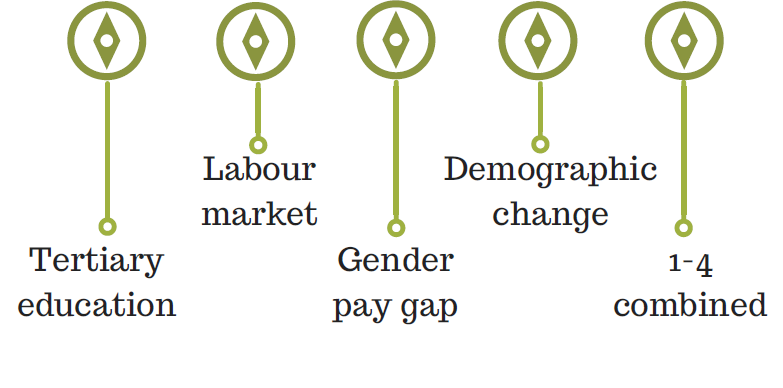 Tertiary
education
Labour
market
Gender
pay gap
Demographic
change
1-4
combined